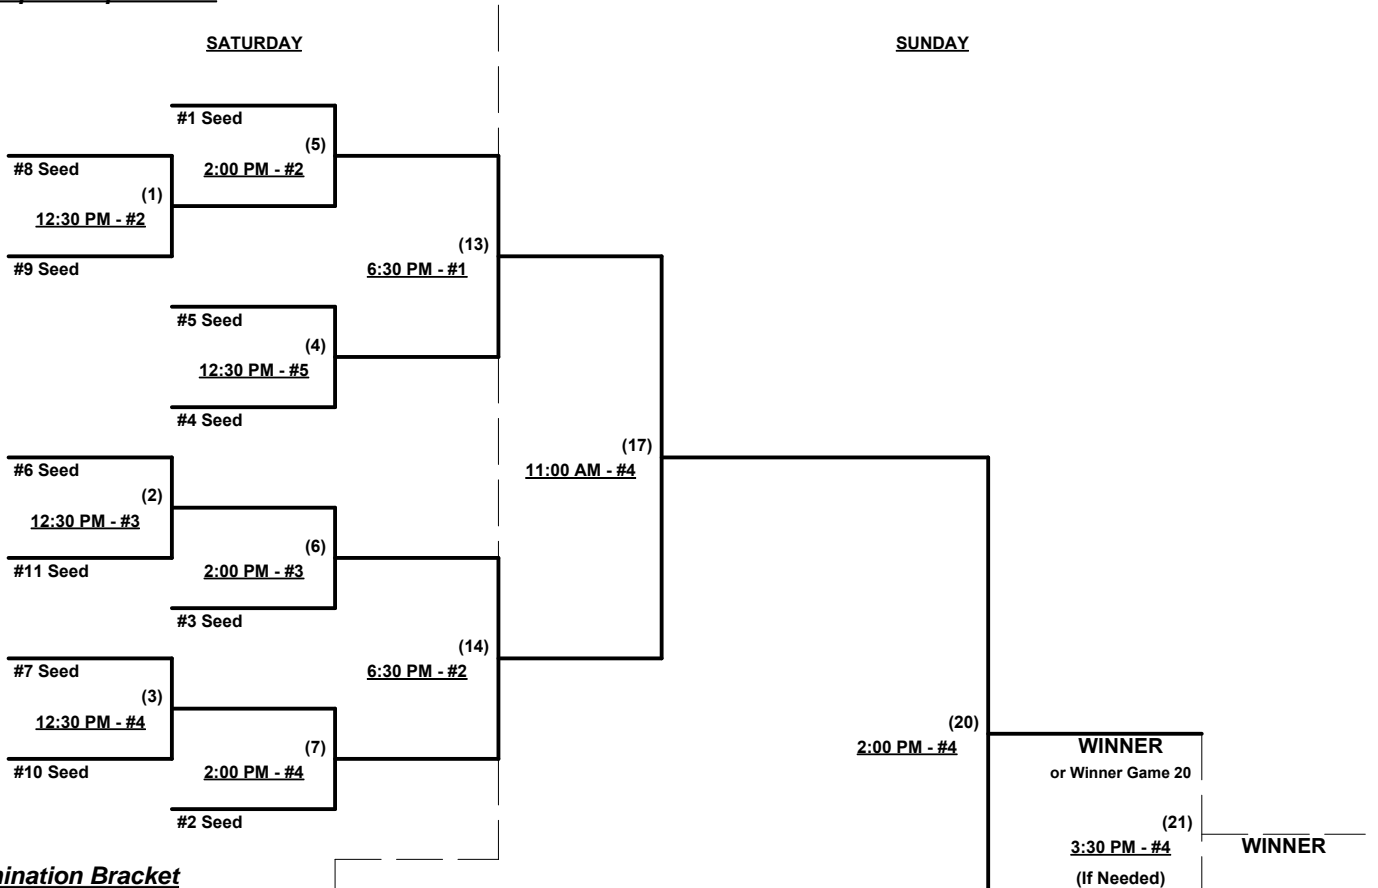 SATURDAY
SUNDAY
#1 Seed
(5)
#8 Seed
2:00 PM - #2
(1)
12:30 PM - #2
(13)
#9 Seed
6:30 PM - #1
#5 Seed
(4)
12:30 PM - #5
#4 Seed
(17)
#6 Seed
11:00 AM - #4
(2)
12:30 PM - #3
(6)
#11 Seed
2:00 PM - #3
#3 Seed
(14)
#7 Seed
6:30 PM - #2
(3)
12:30 PM - #4
(20)
(7)
2:00 PM - #4
WINNER
#10 Seed
2:00 PM - #4
or Winner Game 20
#2 Seed
(21)
3:30 PM - #4
WINNER
Bracket
(If Needed)